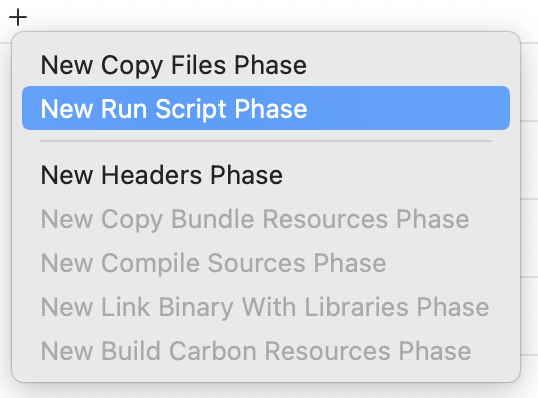 +
New Copy Files Phase
New Run Script Phase
New Headers Phase
New Copy Bundle Resources Phase
New Compile Sources Phase
New Link Binary With Libraries Phase
New Build Carbon Resources Phase